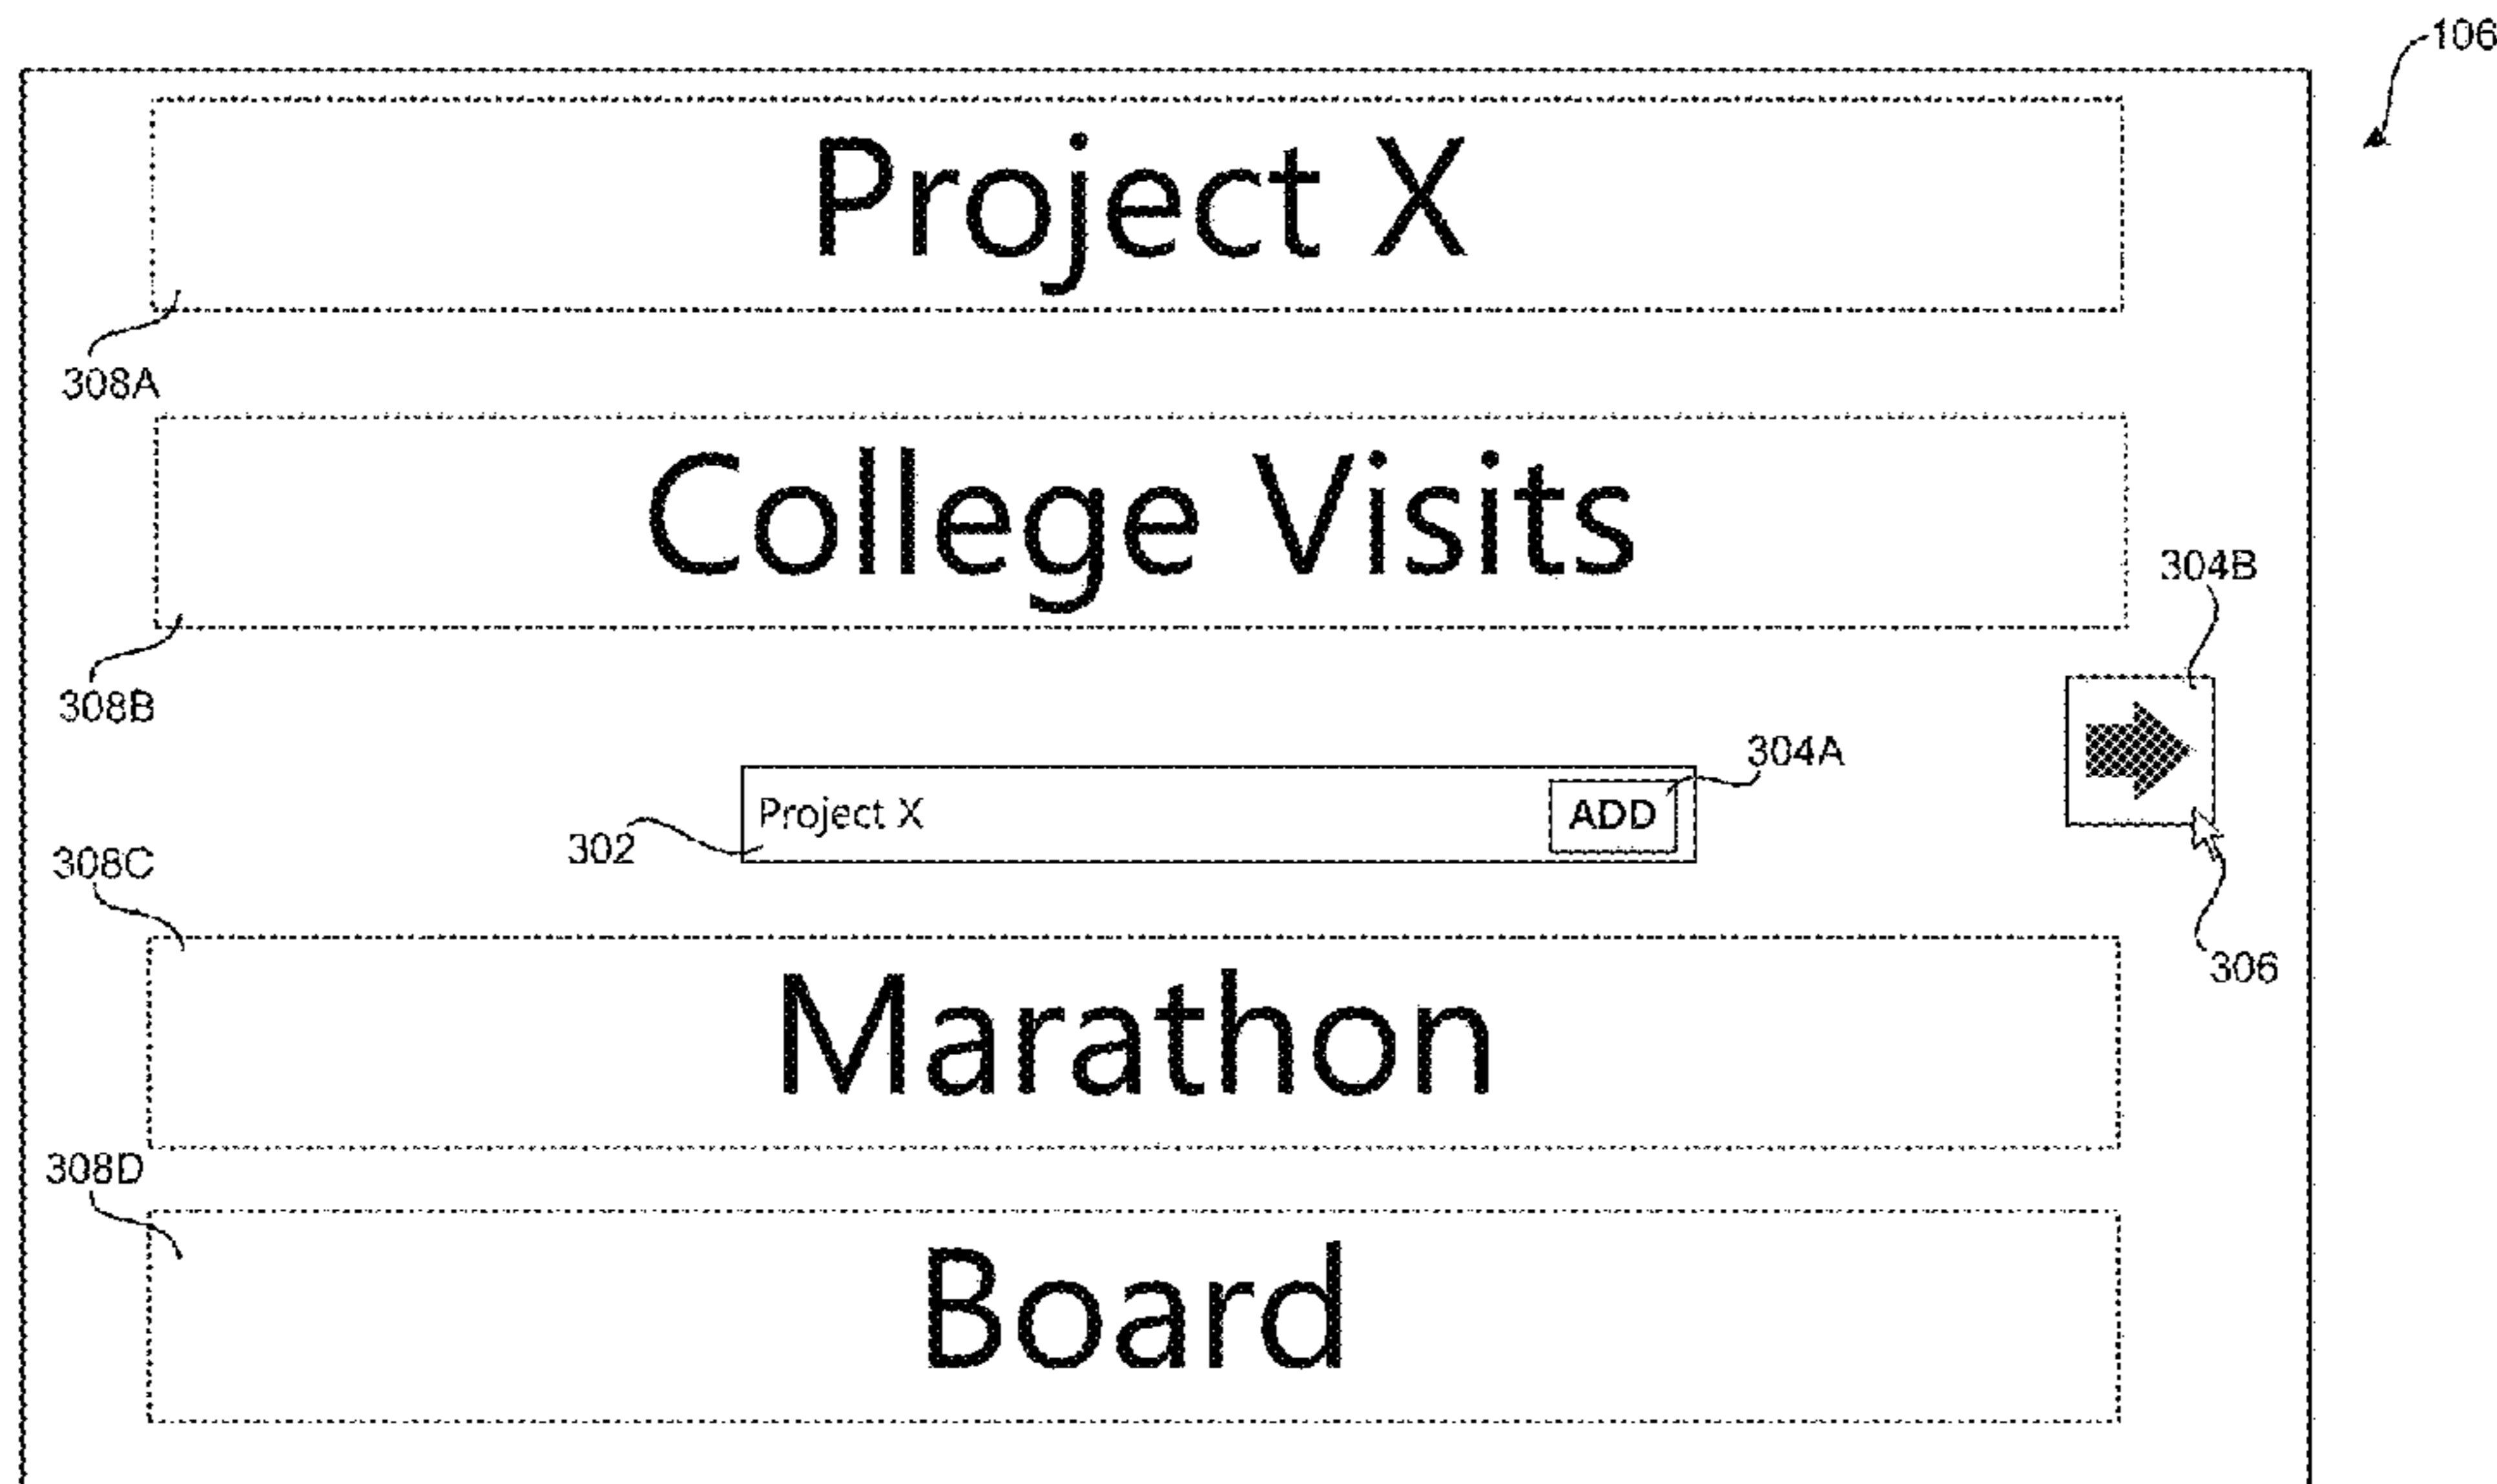 106
Project X
308A
College Visits
304B
308B
304A
Project X ADD
302
308C
306
Marathon
308D
Board